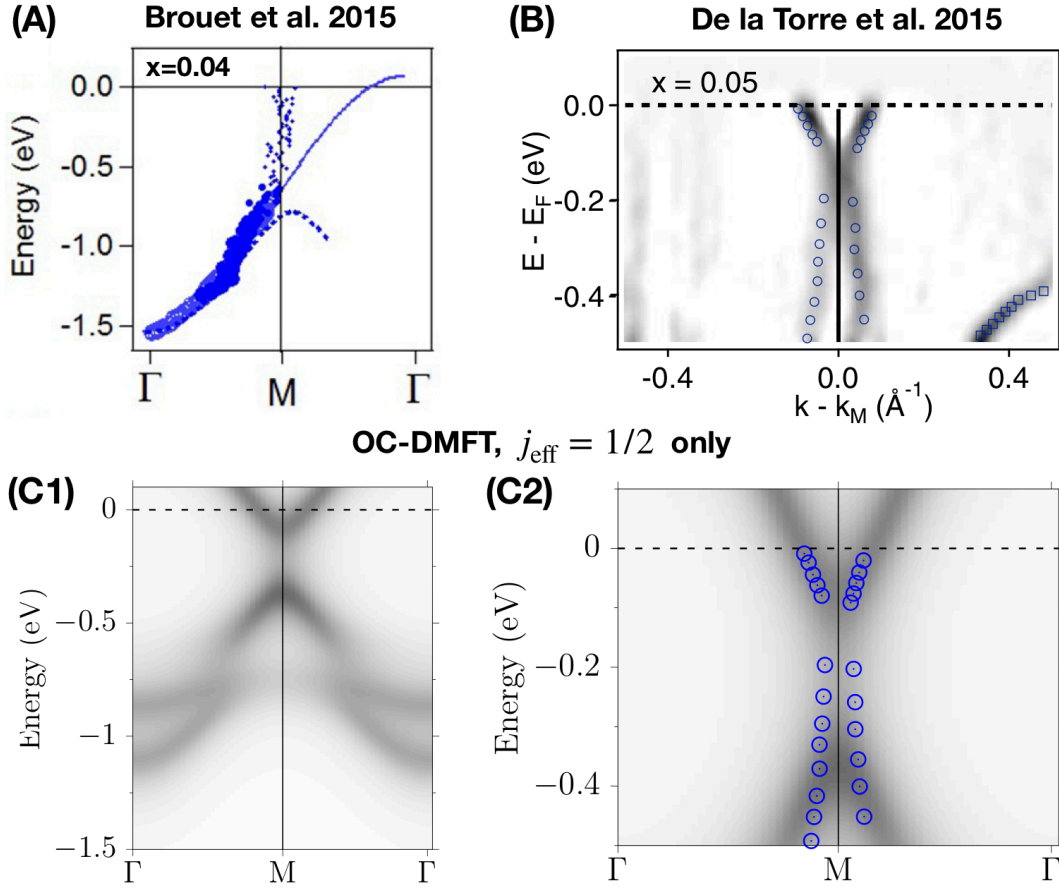 (A) Brouet et al. 2015
x=0.04
0.0
-0.5
-1.0
-1.5
Energy (eV)
Γ M Γ
(B) De la Torre et al. 2015
x = 0.05
0.0
-0.2
-0.4
E - E_F (eV)
-0.4 0.0 0.4
k - k_M (Å⁻¹)
OC-DMFT, j_eff = 1/2 only
(C1)
0
−0.5
−1
−1.5
Energy (eV)
Γ M Γ
(C2)
0
−0.2
−0.4
Energy (eV)
Γ M Γ